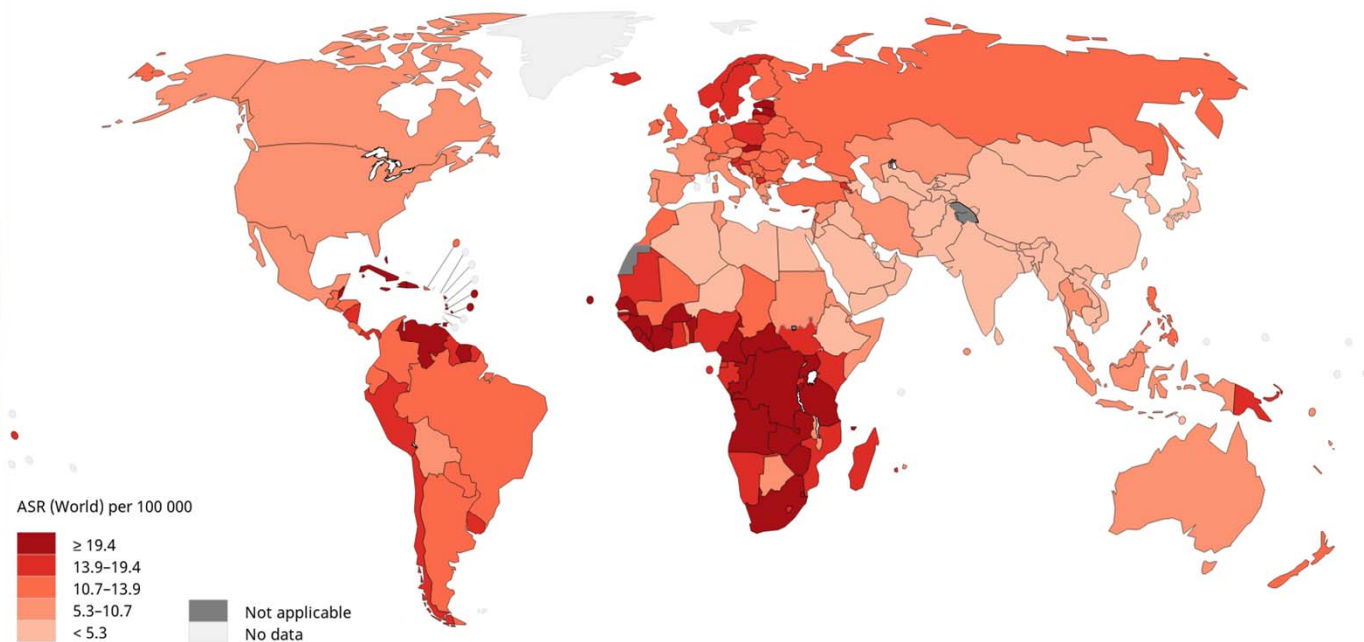 ASR (World) per 100 000
≥ 19.4
13.9–19.4
10.7–13.9
5.3–10.7
< 5.3
Not applicable
No data